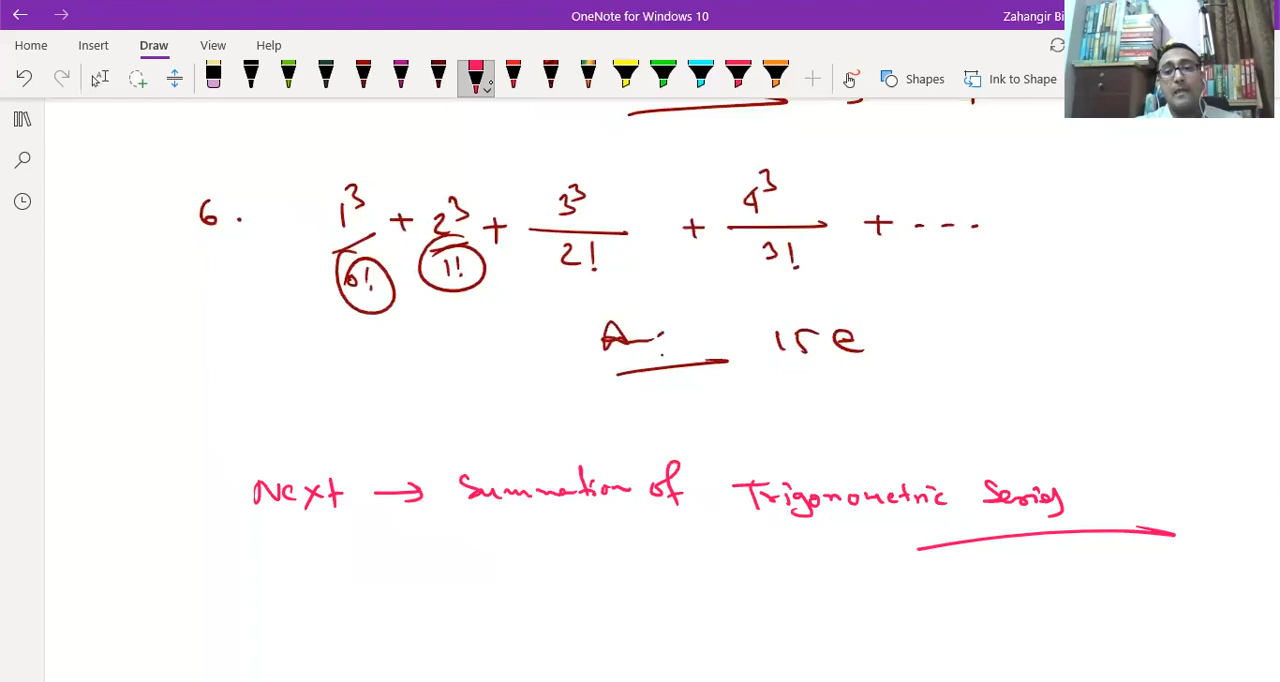 OneNote for Windows 10
Zahangir Bi
Home Insert Draw View Help
Shapes Ink to Shape
6. 1³/0! + 2³/1! + 3³/2! + 4³/3! + ...
A: 15e
Next → Summation of Trigonometric Series